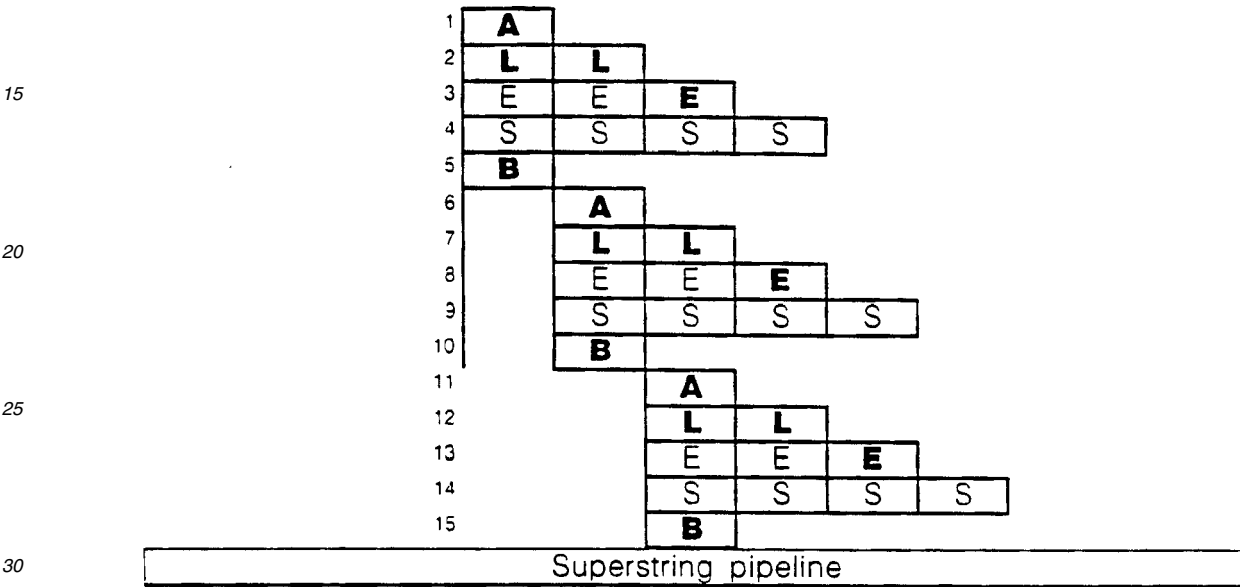 1 A
2 L L
15 3 E E E
4 S S S S
5 B
6 A
20 7 L L
8 E E E
9 S S S S
10 B
11 A
25 12 L L
13 E E E
14 S S S S
15 B
30 Superstring pipeline